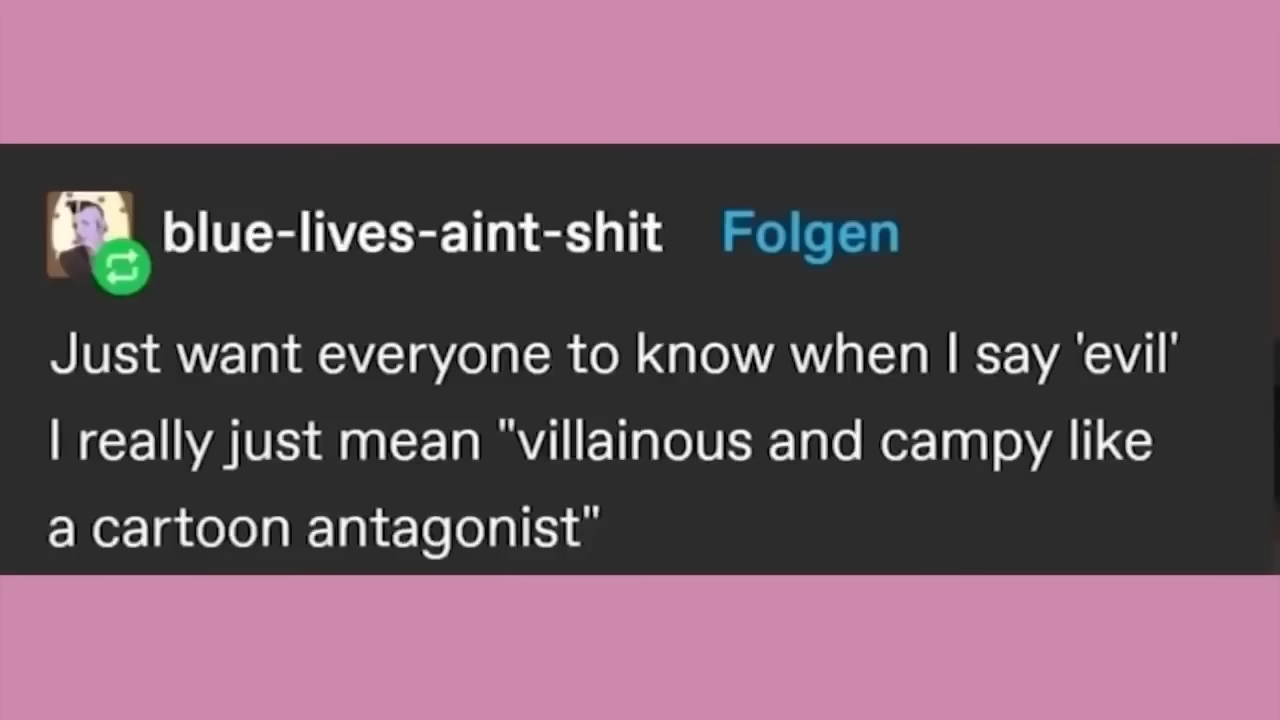 blue-lives-aint-shit Folgen
Just want everyone to know when I say 'evil'
I really just mean "villainous and campy like
a cartoon antagonist"